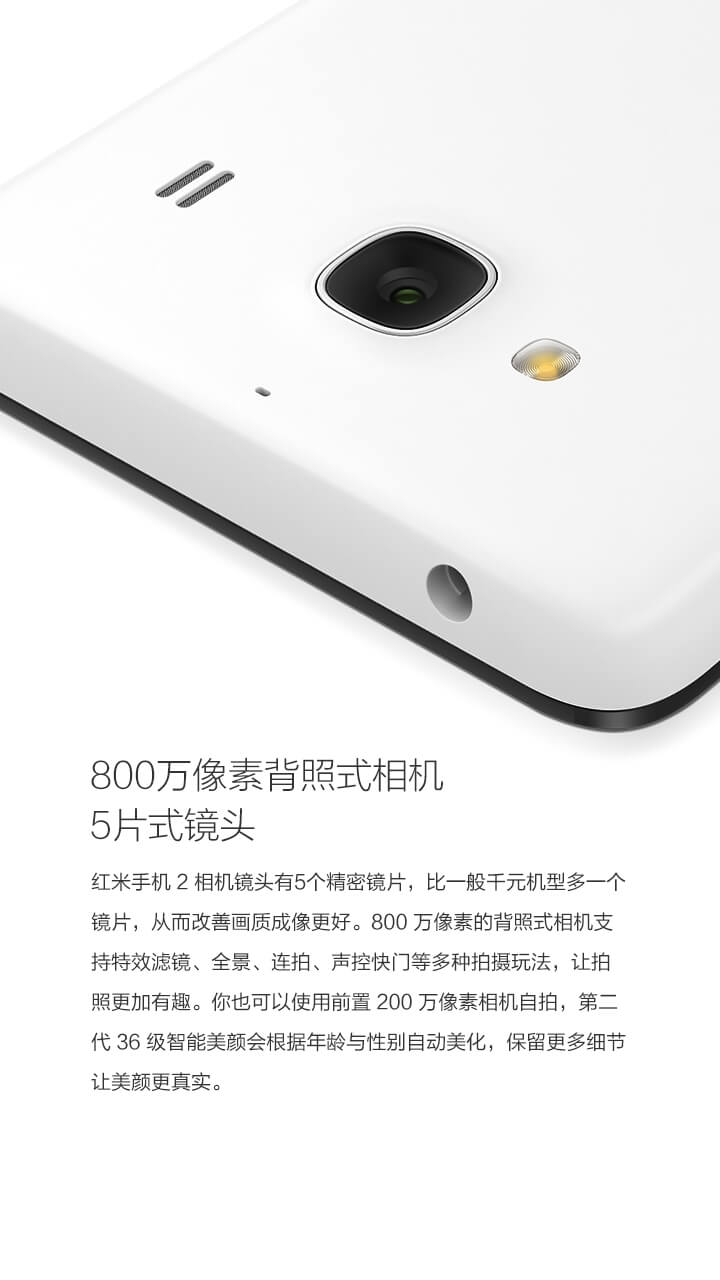 800万像素背照式相机
5片式镜头
红米手机 2 相机镜头有5个精密镜片，比一般千元机型多一个
镜片，从而改善画质成像更好。800 万像素的背照式相机支
持特效滤镜、全景、连拍、声控快门等多种拍摄玩法，让拍
照更加有趣。你也可以使用前置 200 万像素相机自拍，第二
代 36 级智能美颜会根据年龄与性别自动美化，保留更多细节
让美颜更真实。